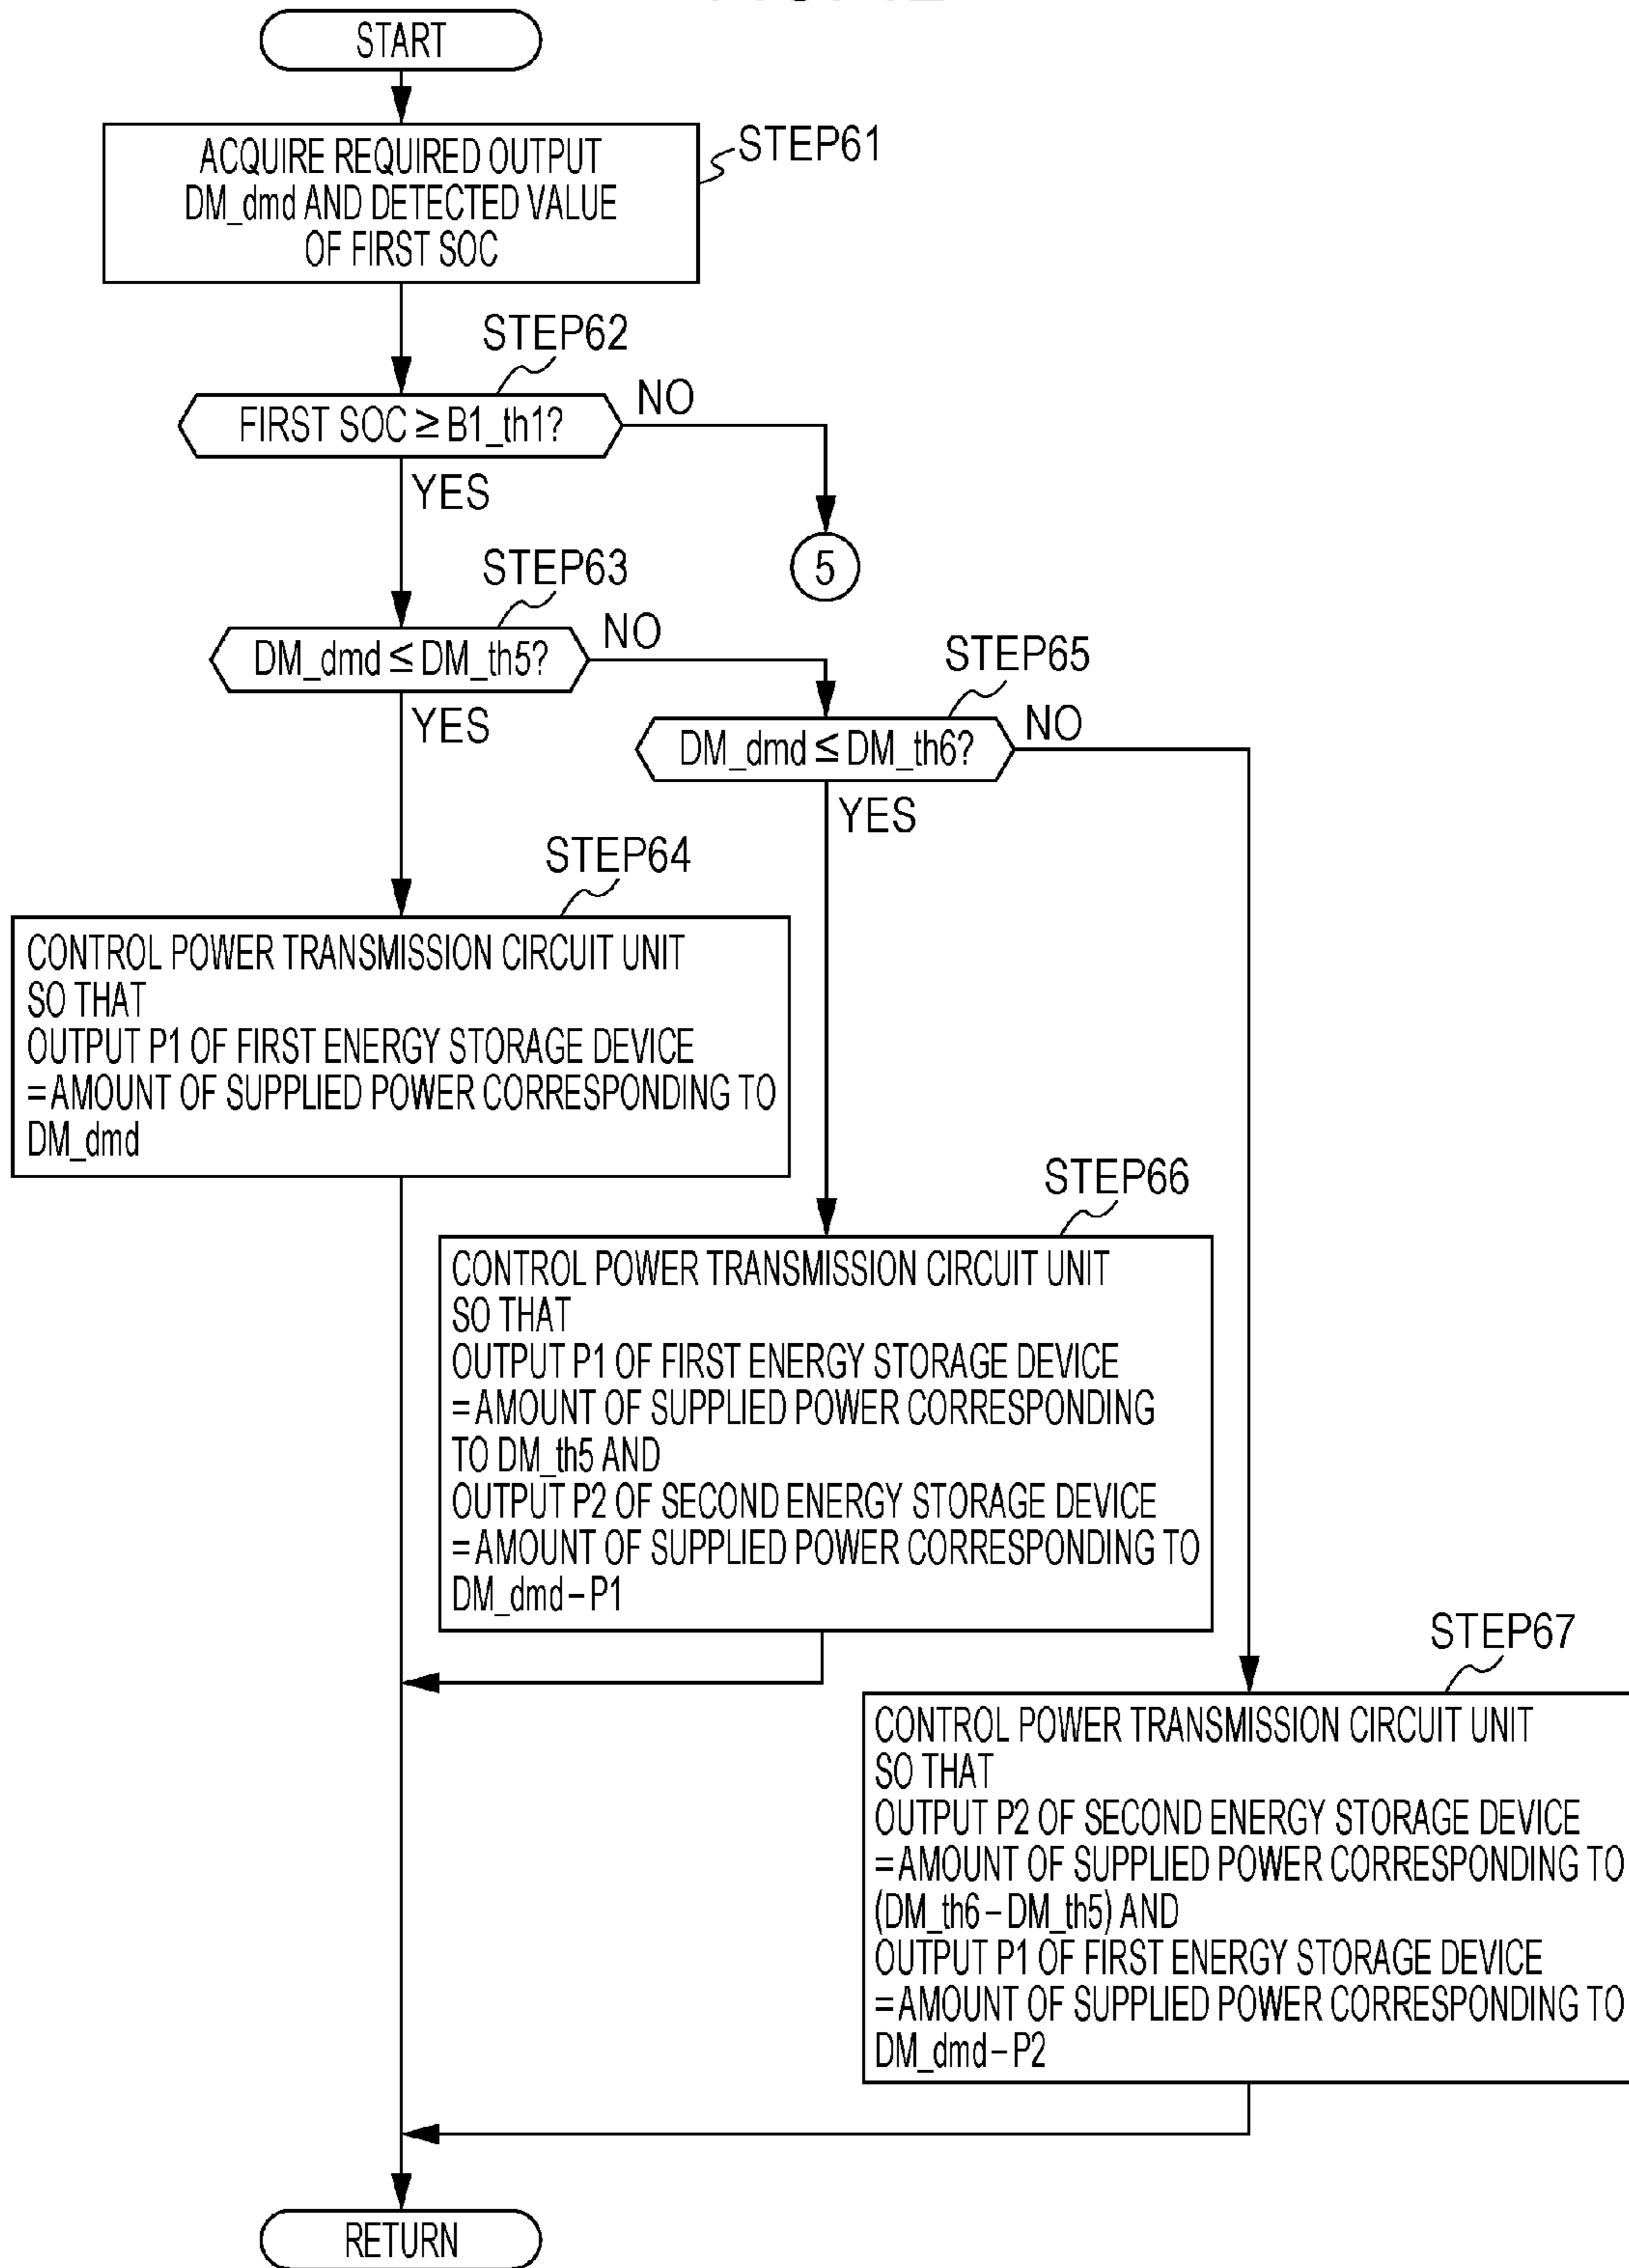 START
ACQUIRE REQUIRED OUTPUT
DM_dmd AND DETECTED VALUE
OF FIRST SOC
STEP61
STEP62
FIRST SOC ≥ B1_th1?
NO
YES
5
STEP63
DM_dmd ≤ DM_th5?
NO
YES
STEP65
DM_dmd ≤ DM_th6?
NO
YES
STEP64
CONTROL POWER TRANSMISSION CIRCUIT UNIT
SO THAT
OUTPUT P1 OF FIRST ENERGY STORAGE DEVICE
=AMOUNT OF SUPPLIED POWER CORRESPONDING TO
DM_dmd
STEP66
CONTROL POWER TRANSMISSION CIRCUIT UNIT
SO THAT
OUTPUT P1 OF FIRST ENERGY STORAGE DEVICE
=AMOUNT OF SUPPLIED POWER CORRESPONDING
TO DM_th5 AND
OUTPUT P2 OF SECOND ENERGY STORAGE DEVICE
=AMOUNT OF SUPPLIED POWER CORRESPONDING TO
DM_dmd–P1
STEP67
CONTROL POWER TRANSMISSION CIRCUIT UNIT
SO THAT
OUTPUT P2 OF SECOND ENERGY STORAGE DEVICE
=AMOUNT OF SUPPLIED POWER CORRESPONDING TO
(DM_th6–DM_th5) AND
OUTPUT P1 OF FIRST ENERGY STORAGE DEVICE
=AMOUNT OF SUPPLIED POWER CORRESPONDING TO
DM_dmd–P2
RETURN